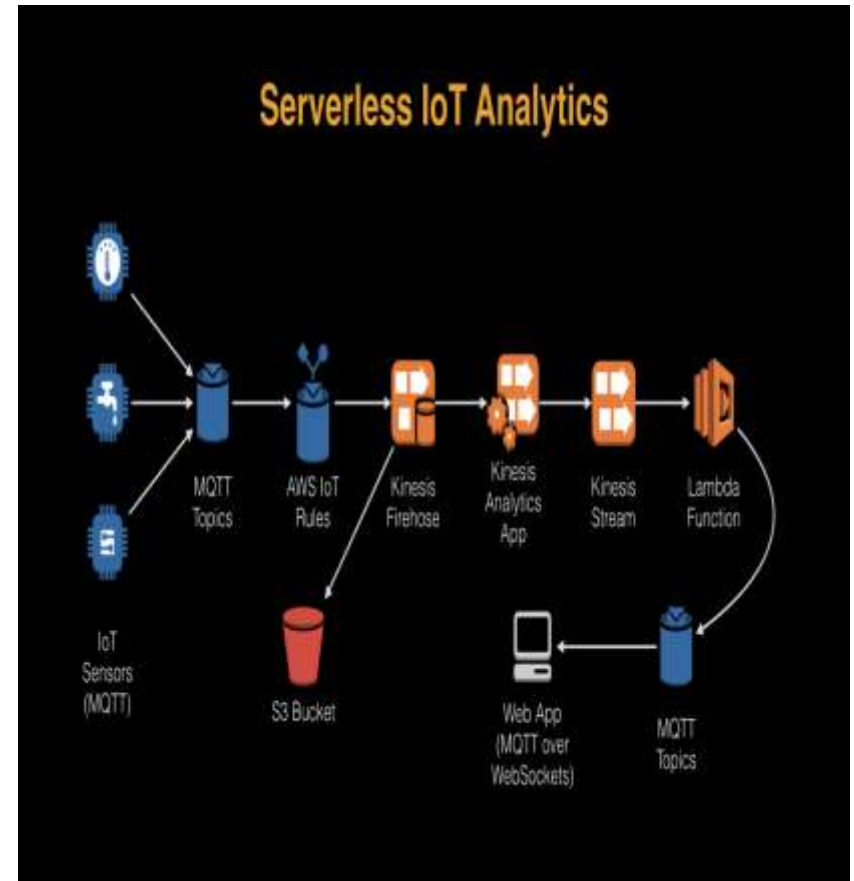 Serverless IoT Analytics
MQTT
Topics
AWS IoT
Rules
Kinesis
Firehose
Kinesis
Analytics
App
Kinesis
Stream
Lambda
Function
IoT
Sensors
(MQTT)
S3 Bucket
Web App
(MQTT over
WebSockets)
MQTT
Topics